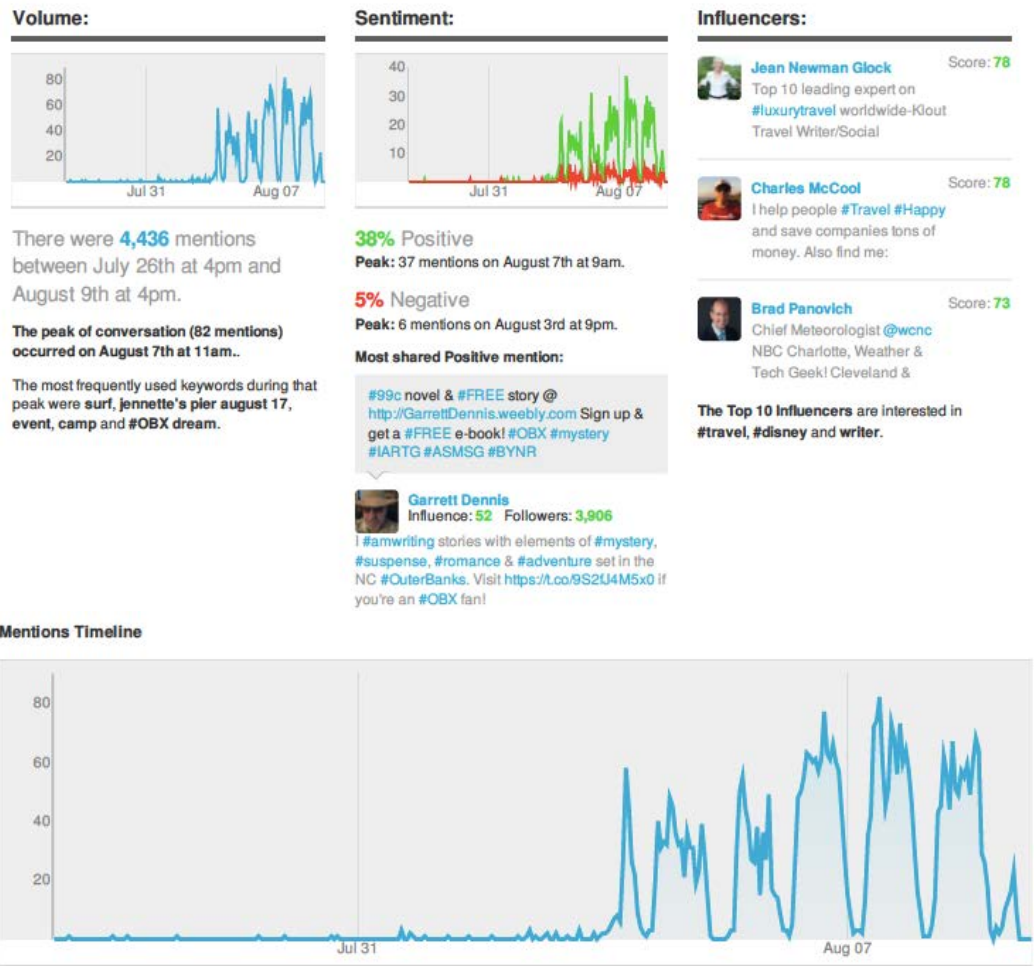 Volume:
80
60
40
20
Jul 31
Aug 07
There were 4,436 mentions
between July 26th at 4pm and
August 9th at 4pm.
The peak of conversation (82 mentions)
occurred on August 7th at 11am..
The most frequently used keywords during that
peak were surf, jennette's pier august 17,
event, camp and #OBX dream.
Sentiment:
40
30
20
10
Jul 31
Aug 07
38% Positive
Peak: 37 mentions on August 7th at 9am.
5% Negative
Peak: 6 mentions on August 3rd at 9pm.
Most shared Positive mention:
#99c novel & #FREE story @
http://GarrettDennis.weebly.com Sign up &
get a #FREE e-book! #OBX #mystery
#IARTG #ASMSG #BYNR
Garrett Dennis
Influence: 52 Followers: 3,906
I #amwriting stories with elements of #mystery,
#suspense, #romance & #adventure set in the
NC #OuterBanks. Visit if
you're an #OBX fan!
Influencers:
Jean Newman Glock Score: 78
Top 10 leading expert on
#luxurytravel worldwide-Klout
Travel Writer/Social
Charles McCool Score: 78
I help people #Travel #Happy
and save companies tons of
money. Also find me:
Brad Panovich Score: 73
Chief Meteorologist @wcnc
NBC Charlotte, Weather &
Tech Geek! Cleveland &
The Top 10 Influencers are interested in
#travel, #disney and writer.
Mentions Timeline
80
60
40
20
Jul 31
Aug 07